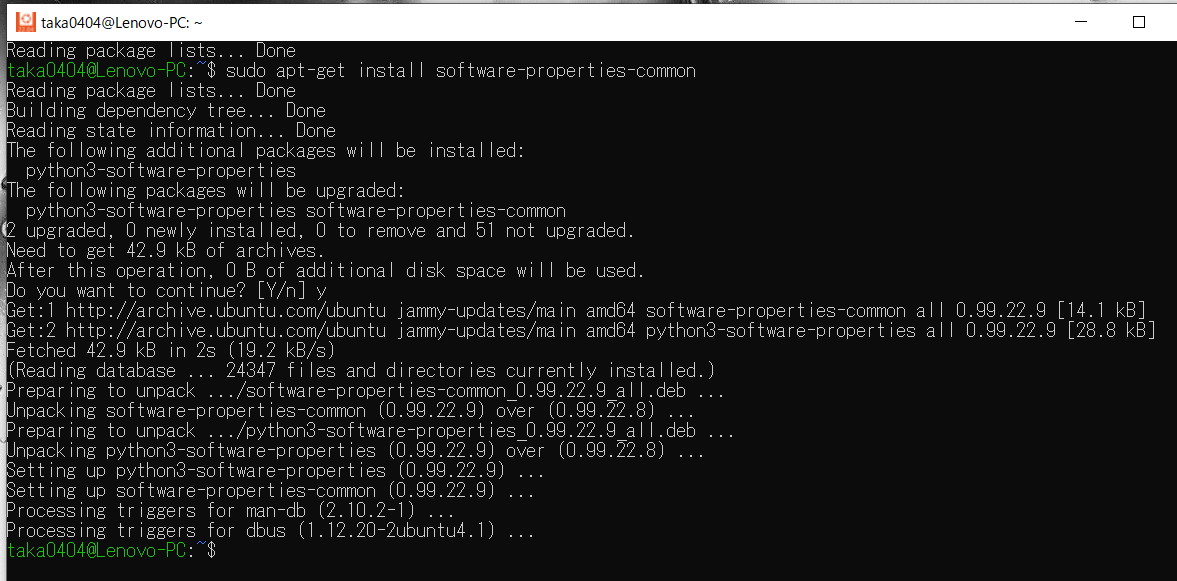 taka0404@Lenovo-PC: ~
Reading package lists... Done
taka0404@Lenovo-PC:~$ sudo apt-get install software-properties-common
Reading package lists... Done
Building dependency tree... Done
Reading state information... Done
The following additional packages will be installed:
  python3-software-properties
The following packages will be upgraded:
  python3-software-properties software-properties-common
2 upgraded, 0 newly installed, 0 to remove and 51 not upgraded.
Need to get 42.9 kB of archives.
After this operation, 0 B of additional disk space will be used.
Do you want to continue? [Y/n] y
Get:1 http://archive.ubuntu.com/ubuntu jammy-updates/main amd64 software-properties-common all 0.99.22.9 [14.1 kB]
Get:2 http://archive.ubuntu.com/ubuntu jammy-updates/main amd64 python3-software-properties all 0.99.22.9 [28.8 kB]
Fetched 42.9 kB in 2s (19.2 kB/s)
(Reading database ... 24347 files and directories currently installed.)
Preparing to unpack .../software-properties-common_0.99.22.9_all.deb ...
Unpacking software-properties-common (0.99.22.9) over (0.99.22.8) ...
Preparing to unpack .../python3-software-properties_0.99.22.9_all.deb ...
Unpacking python3-software-properties (0.99.22.9) over (0.99.22.8) ...
Setting up python3-software-properties (0.99.22.9) ...
Setting up software-properties-common (0.99.22.9) ...
Processing triggers for man-db (2.10.2-1) ...
Processing triggers for dbus (1.12.20-2ubuntu4.1) ...
taka0404@Lenovo-PC:~$